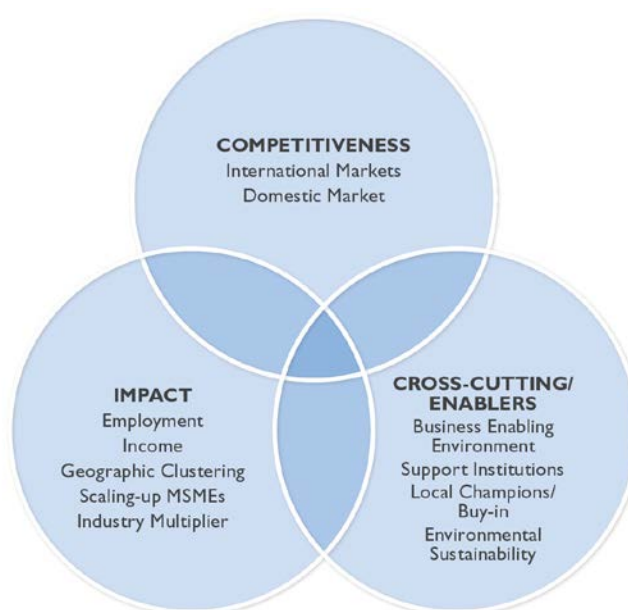 COMPETITIVENESS
International Markets
Domestic Market
IMPACT
Employment
Income
Geographic Clustering
Scaling-up MSMEs
Industry Multiplier
CROSS-CUTTING/
ENABLERS
Business Enabling
Environment
Support Institutions
Local Champions/
Buy-in
Environmental
Sustainability